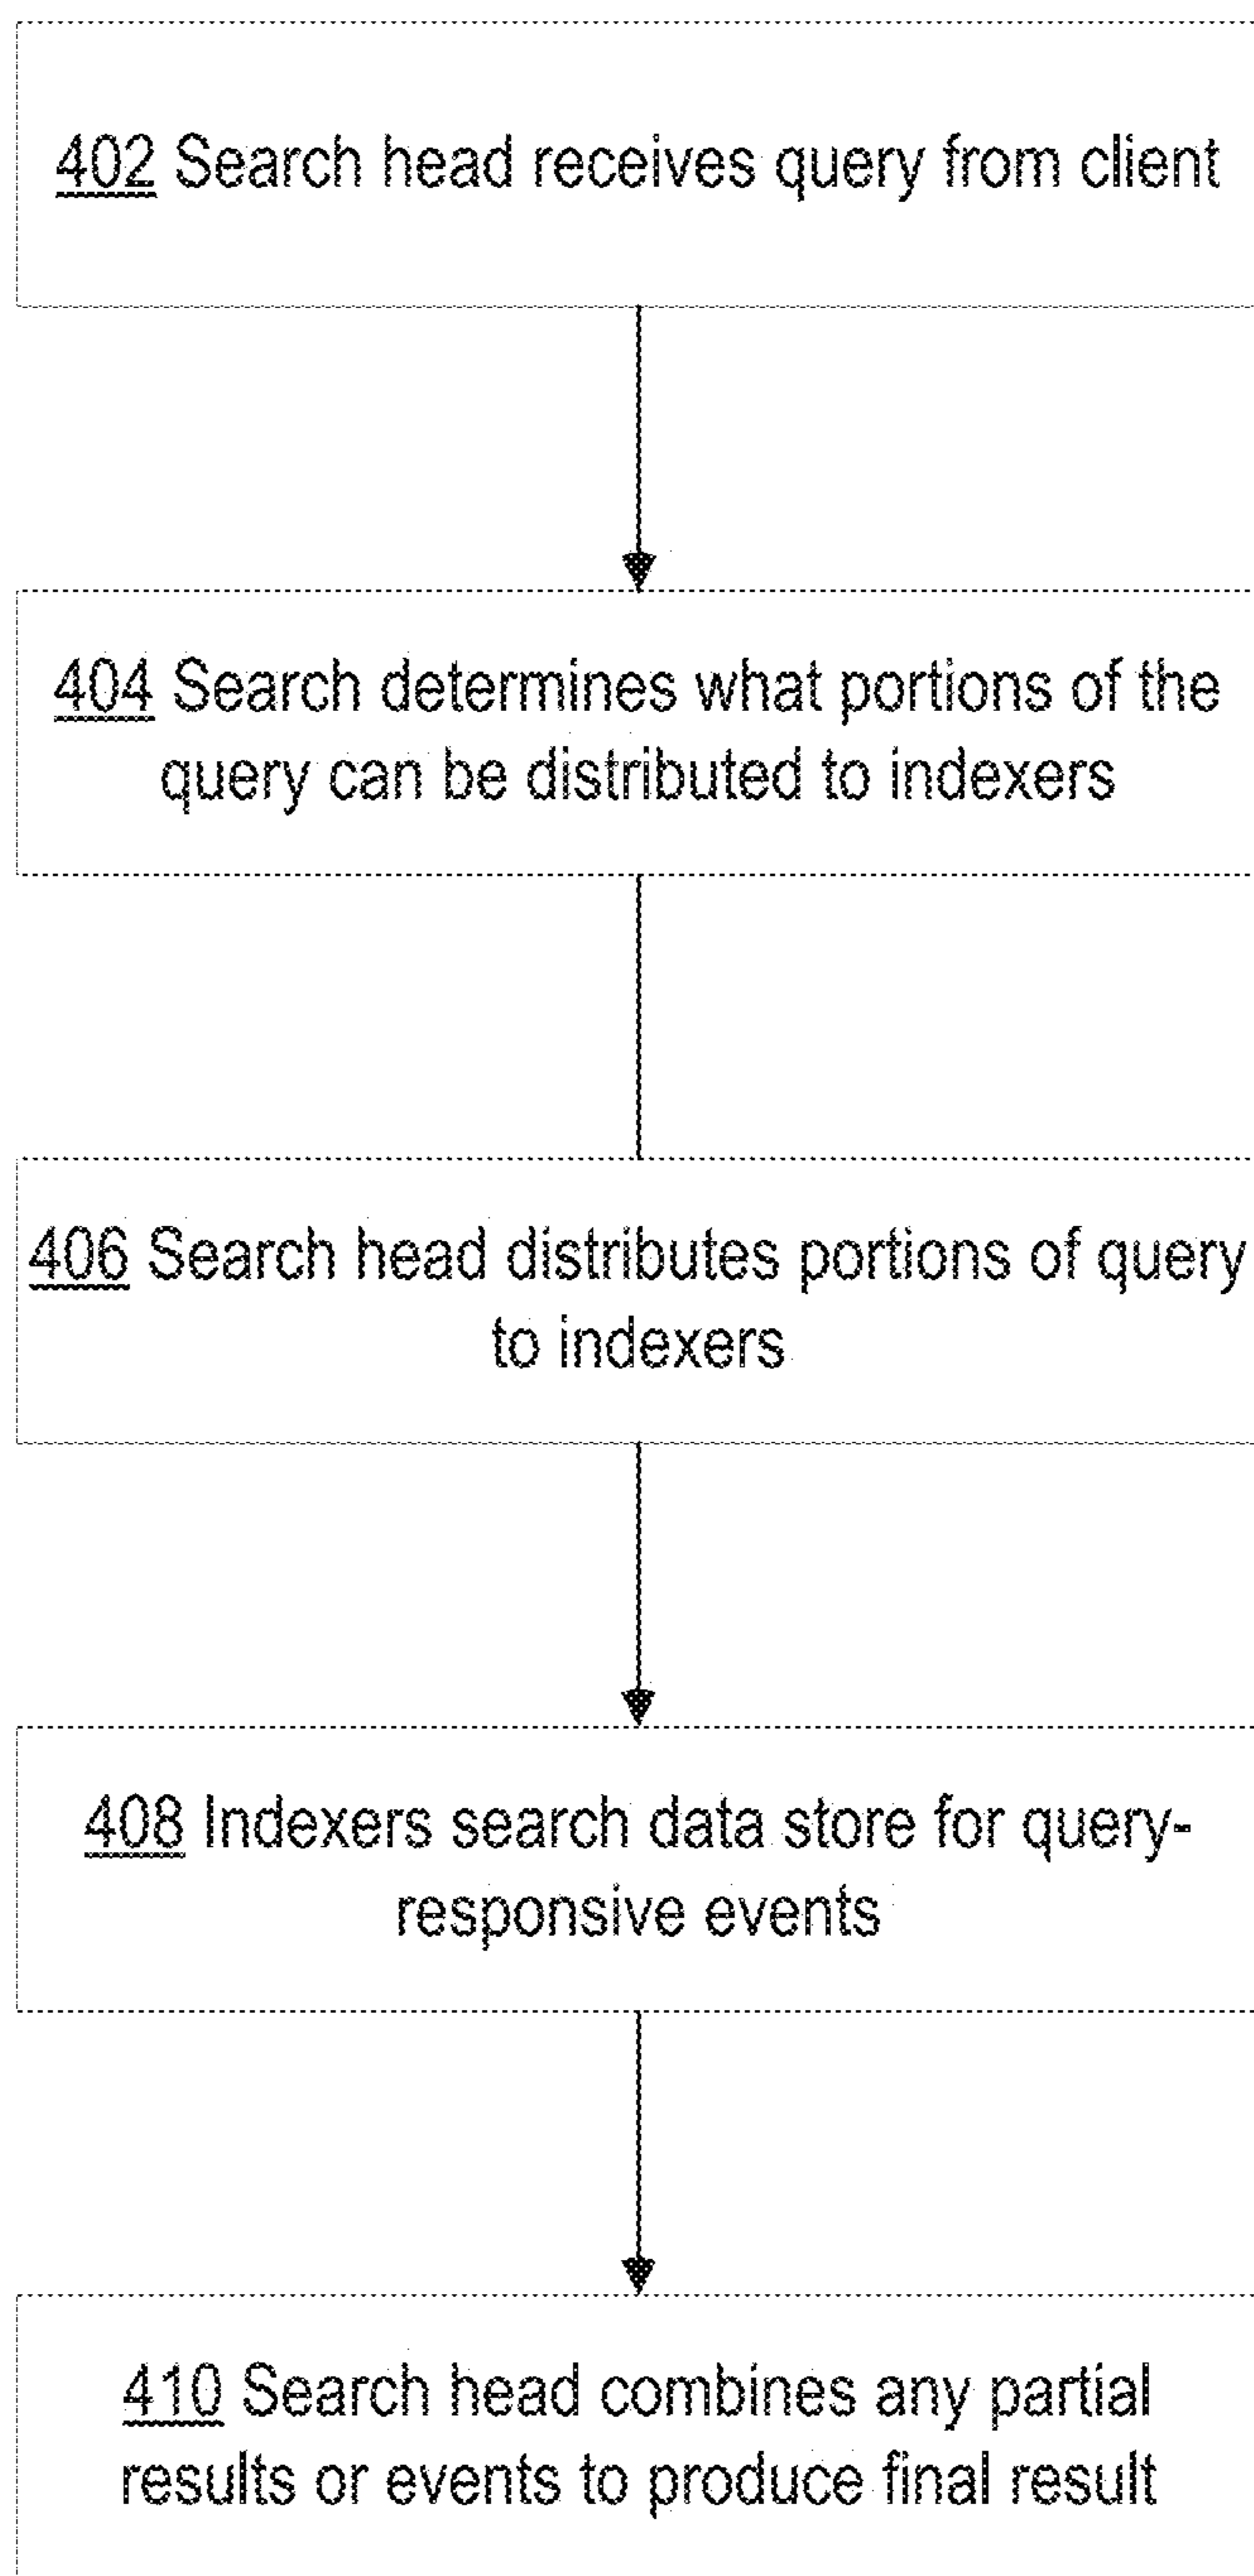 402 Search head receives query from client
404 Search determines what portions of the
query can be distributed to indexers
406 Search head distributes portions of query
to indexers
408 Indexers search data store for query-
responsive events
410 Search head combines any partial
results or events to produce final result